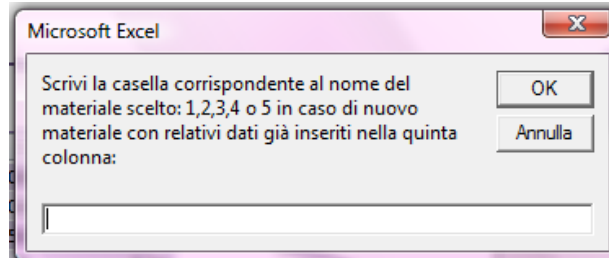 Microsoft Excel
Scrivi la casella corrispondente al nome del
materiale scelto: 1,2,3,4 o 5 in caso di nuovo
materiale con relativi dati già inseriti nella quinta
colonna:
OK
Annulla